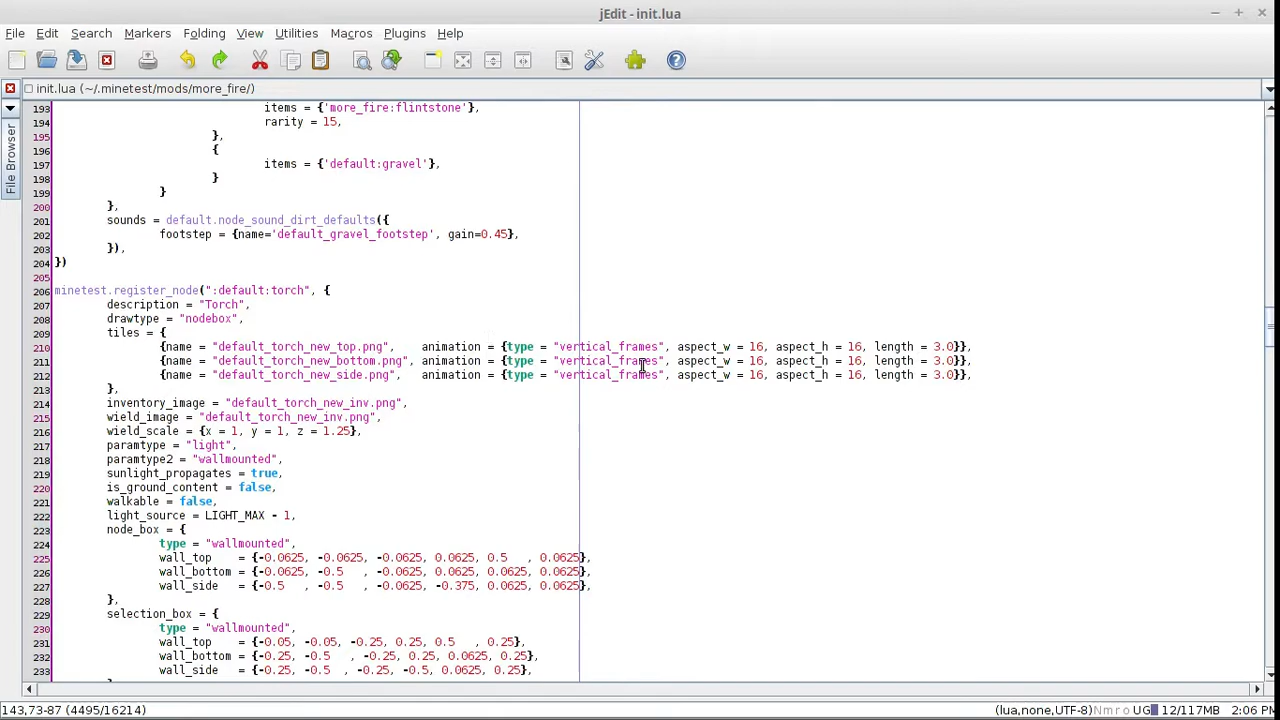 jEdit - init.lua
File Edit Search Markers Folding View Utilities Macros Plugins Help
init.lua (~/.minetest/mods/more_fire/)
File Browser
193 items = {'more_fire:flintstone'},
194 rarity = 15,
195 },
196 {
197 items = {'default:gravel'},
198 }
199 }
200 },
201 sounds = default.node_sound_dirt_defaults({
202 footstep = {name='default_gravel_footstep', gain=0.45},
203 }),
204 })
205
206 minetest.register_node(":default:torch", {
207 description = "Torch",
208 drawtype = "nodebox",
209 tiles = {
210 {name = "default_torch_new_top.png", animation = {type = "vertical_frames", aspect_w = 16, aspect_h = 16, length = 3.0}},
211 {name = "default_torch_new_bottom.png", animation = {type = "vertical_frames", aspect_w = 16, aspect_h = 16, length = 3.0}},
212 {name = "default_torch_new_side.png", animation = {type = "vertical_frames", aspect_w = 16, aspect_h = 16, length = 3.0}},
213 },
214 inventory_image = "default_torch_new_inv.png",
215 wield_image = "default_torch_new_inv.png",
216 wield_scale = {x = 1, y = 1, z = 1.25},
217 paramtype = "light",
218 paramtype2 = "wallmounted",
219 sunlight_propagates = true,
220 is_ground_content = false,
221 walkable = false,
222 light_source = LIGHT_MAX - 1,
223 node_box = {
224 type = "wallmounted",
225 wall_top = {-0.0625, -0.0625, -0.0625, 0.0625, 0.5 , 0.0625},
226 wall_bottom = {-0.0625, -0.5 , -0.0625, 0.0625, 0.0625, 0.0625},
227 wall_side = {-0.5 , -0.5 , -0.0625, -0.375, 0.0625, 0.0625},
228 },
229 selection_box = {
230 type = "wallmounted",
231 wall_top = {-0.05, -0.05, -0.25, 0.25, 0.5 , 0.25},
232 wall_bottom = {-0.25, -0.5 , -0.25, 0.25, 0.0625, 0.25},
233 wall_side = {-0.25, -0.5 , -0.25, -0.5, 0.0625, 0.25},
143,73-87 (4495/16214) (lua,none,UTF-8)Nmro UG 12/117MB 2:06 PM